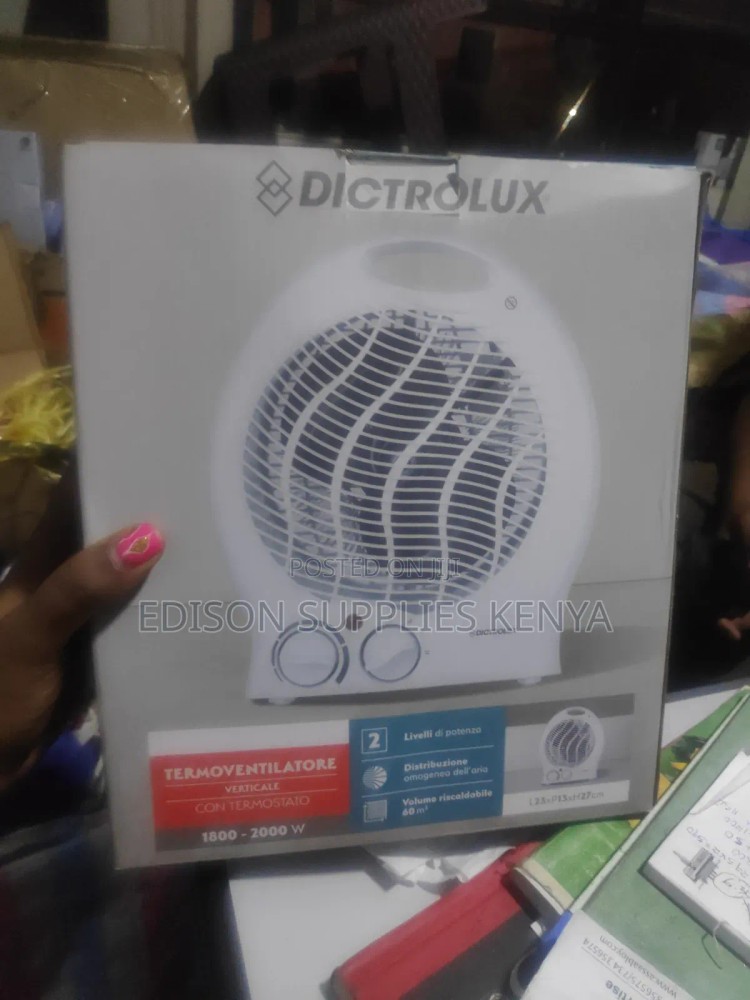 DICTROLUX
POSTED ON JIJI
EDISON SUPPLIES KENYA
TERMOVENTILATORE
VERTICALE
CON TERMOSTATO
1800 - 2000 W
2
Livelli di potenza
Distribuzione
omogenea dell'aria
Volume riscaldabile
60 m³